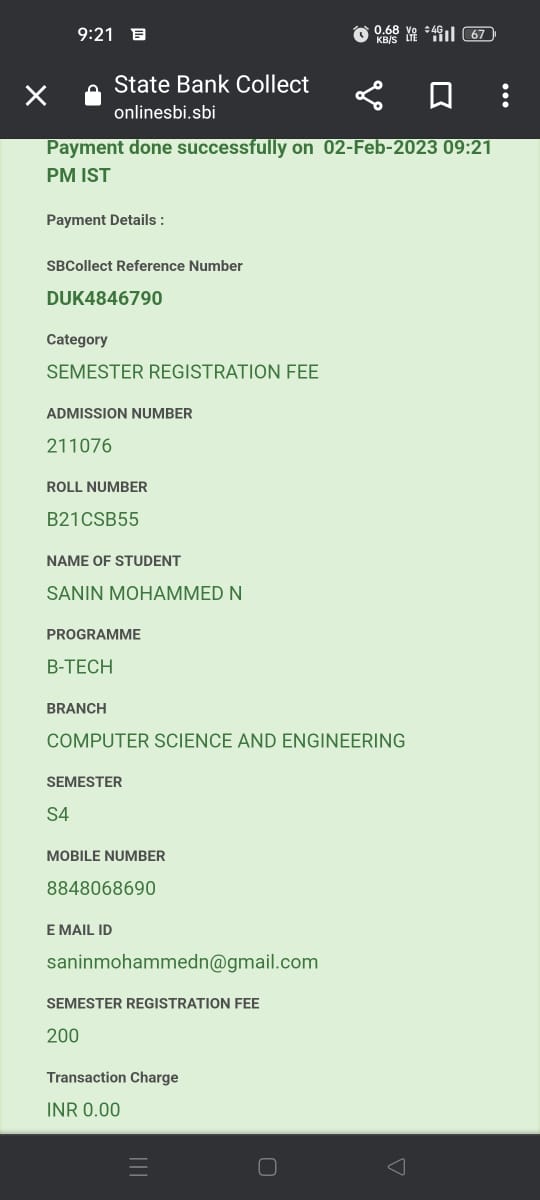 9:21
0.68 KB/S Vo LTE 4G 67
State Bank Collect
onlinesbi.sbi
Payment done successfully on 02-Feb-2023 09:21
PM IST
Payment Details :
SBCollect Reference Number
DUK4846790
Category
SEMESTER REGISTRATION FEE
ADMISSION NUMBER
211076
ROLL NUMBER
B21CSB55
NAME OF STUDENT
SANIN MOHAMMED N
PROGRAMME
B-TECH
BRANCH
COMPUTER SCIENCE AND ENGINEERING
SEMESTER
S4
MOBILE NUMBER
8848068690
E MAIL ID
saninmohammedn@gmail.com
SEMESTER REGISTRATION FEE
200
Transaction Charge
INR 0.00